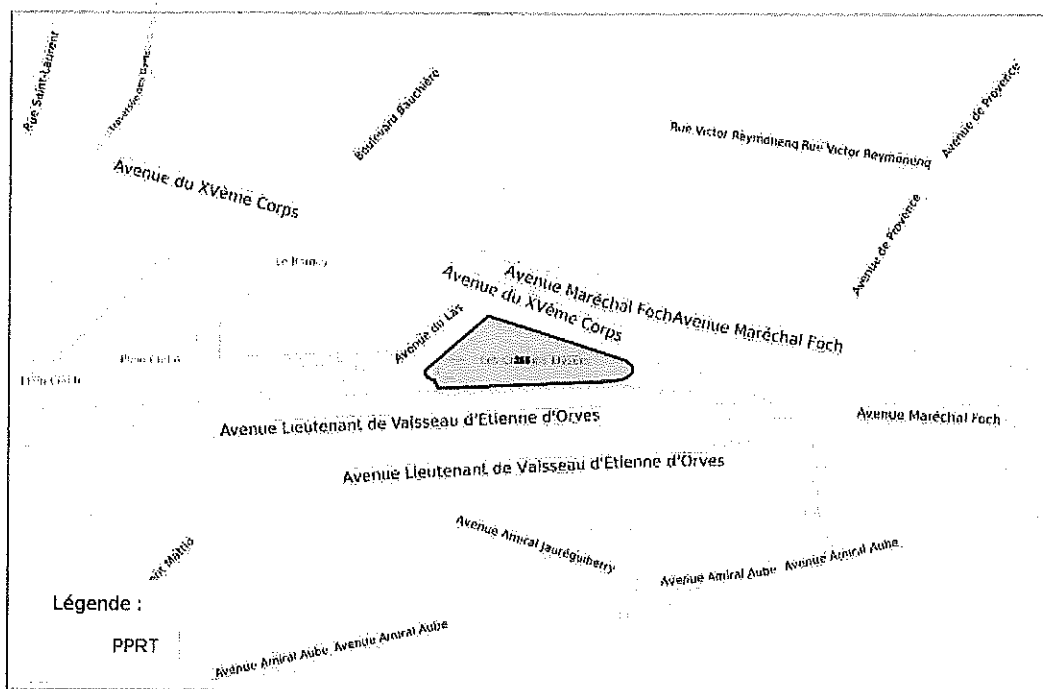 Rue Saint-Laurent
Boulevard Bauchière
Avenue de Provence
Rue Victor Reymonenq Rue Victor Reymonenq
Avenue du XVème Corps
Avenue de Provence
Avenue Maréchal Foch Avenue Maréchal Foch
Avenue du XVème Corps
Avenue du Las
Avenue Maréchal Foch
Avenue Lieutenant de Vaisseau d'Etienne d'Orves
Avenue Lieutenant de Vaisseau d'Etienne d'Orves
Avenue Amiral Jauréguiberry
Avenue Amiral Aube Avenue Amiral Aube
Légende :
PPRT
Avenue Amiral Aube Avenue Amiral Aube